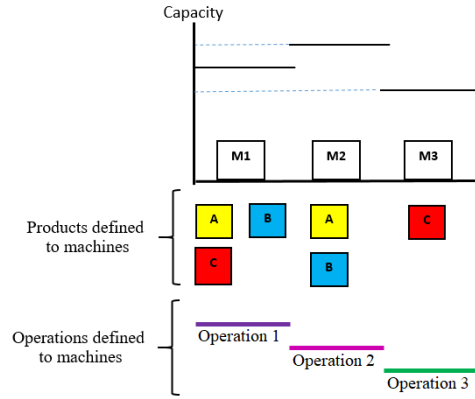 Capacity
M1 M2 M3
A B A C
Products defined
to machines
C B
Operation 1
Operations defined
to machines
Operation 2
Operation 3